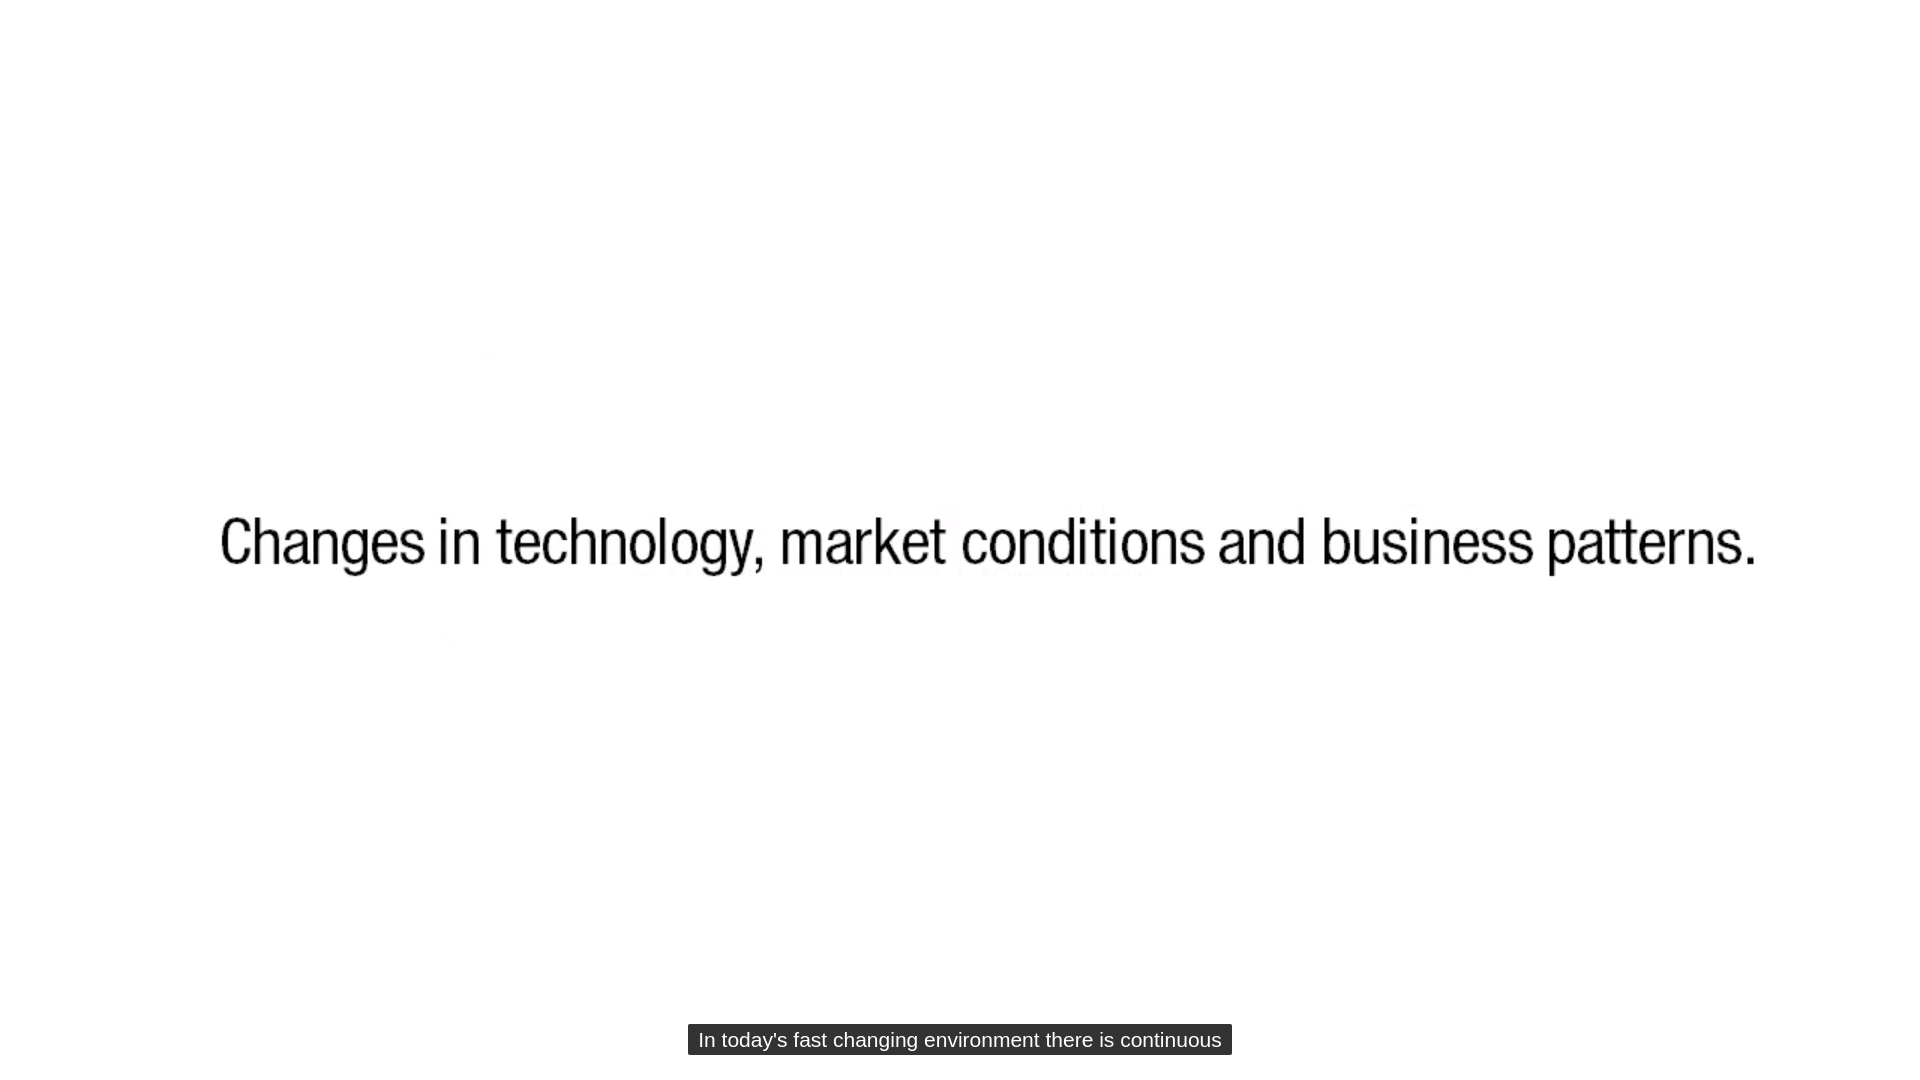 Changes in technology, market conditions and business patterns.
In today's fast changing environment there is continuous